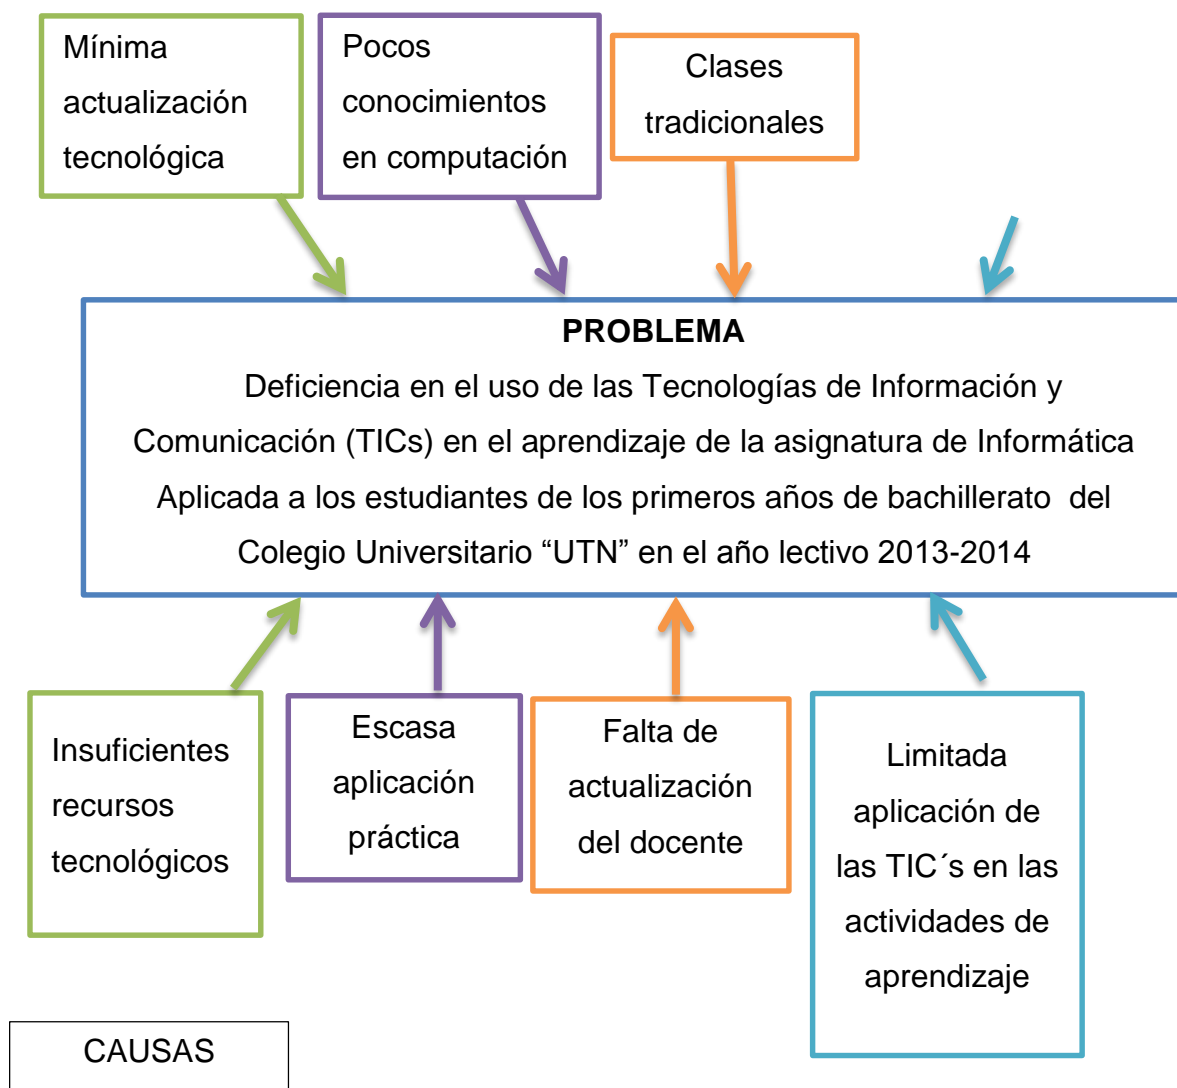 Mínima
actualización
tecnológica
Pocos
conocimientos
en computación
Clases
tradicionales
PROBLEMA
Deficiencia en el uso de las Tecnologías de Información y
Comunicación (TICs) en el aprendizaje de la asignatura de Informática
Aplicada a los estudiantes de los primeros años de bachillerato  del
Colegio Universitario “UTN” en el año lectivo 2013-2014
Insuficientes
recursos
tecnológicos
Escasa
aplicación
práctica
Falta de
actualización
del docente
Limitada
aplicación de
las TIC´s en las
actividades de
aprendizaje
CAUSAS